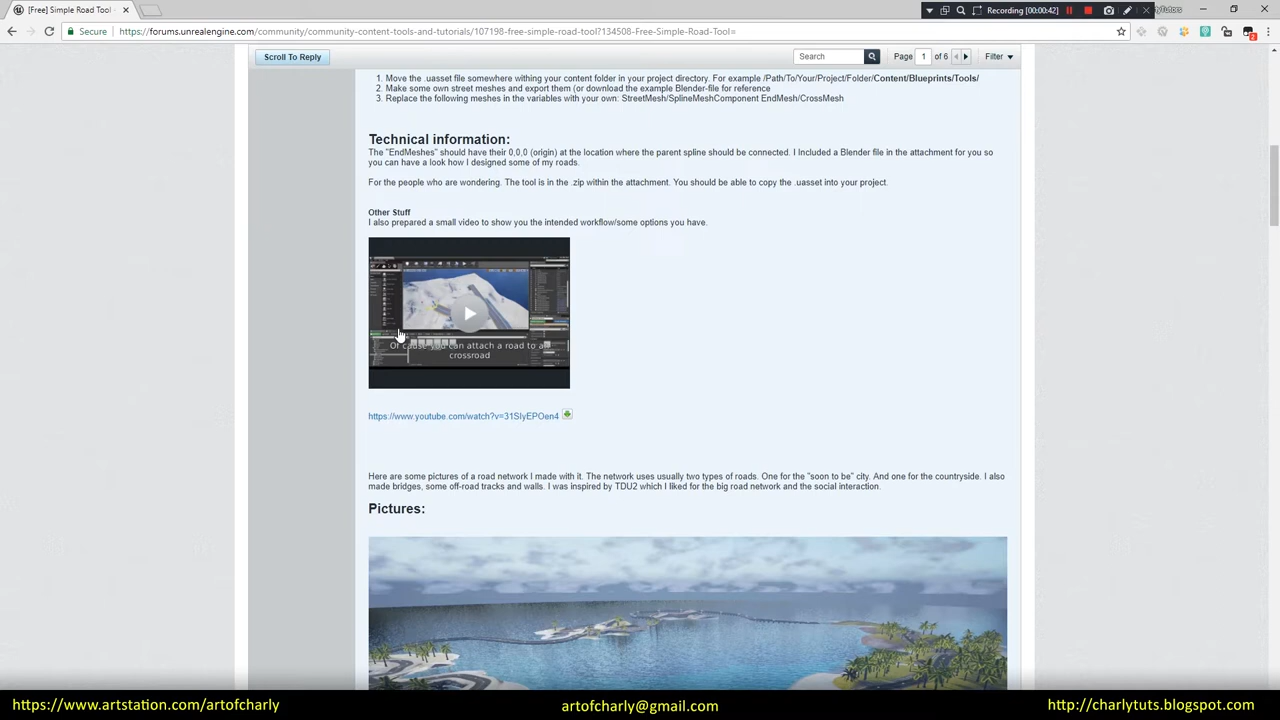 [Free] Simple Road Tool -
Recording [00:00:42]
lyTutors
Secure
https://forums.unrealengine.com/community/community-content-tools-and-tutorials/107198-free-simple-road-tool?134508-Free-Simple-Road-Tool=
Scroll To Reply
Search
Page 1 of 6
Filter
1. Move the .uasset file somewhere withing your content folder in your project directory. For example /Path/To/Your/Project/Folder/Content/Blueprints/Tools/
2. Make some own street meshes and export them (or download the example Blender-file for reference
3. Replace the following meshes in the variables with your own: StreetMesh/SplineMeshComponent EndMesh/CrossMesh
Technical information:
The "EndMeshes" should have their 0,0,0 (origin) at the location where the parent spline should be connected. I Included a Blender file in the attachment for you so
you can have a look how I designed some of my roads.
For the people who are wondering. The tool is in the .zip within the attachment. You should be able to copy the .uasset into your project.
Other Stuff
I also prepared a small video to show you the intended workflow/some options you have.
Of cause you can attach a road to an
crossroad
https://www.youtube.com/watch?v=31SlyEPOen4
Here are some pictures of a road network I made with it. The network uses usually two types of roads. One for the "soon to be" city. And one for the countryside. I also
made bridges, some off-road tracks and walls. I was inspired by TDU2 which I liked for the big road network and the social interaction.
Pictures:
https://www.artstation.com/artofcharly
artofcharly@gmail.com
http://charlytuts.blogspot.com